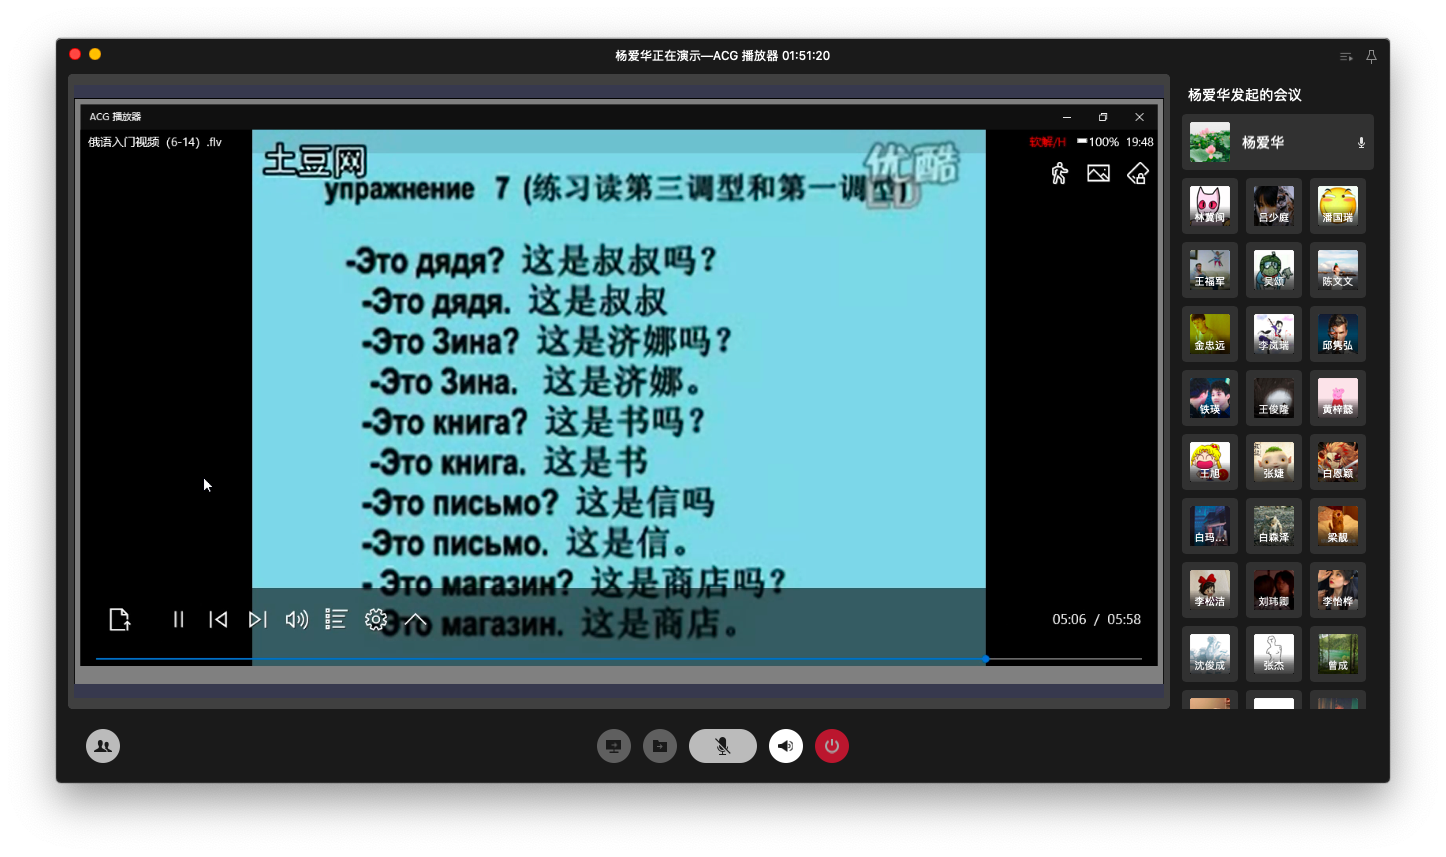 杨爱华正在演示—ACG 播放器 01:51:20
杨爱华发起的会议
杨爱华
ACG 播放器
俄语入门视频（6-14）.flv
软解/H 100% 19:48
土豆网
优酷
упражнение 7 (练习读第三调型和第一调型)
-Это дядя? 这是叔叔吗?
-Это дядя. 这是叔叔
-Это Зина? 这是济娜吗?
-Это Зина. 这是济娜。
-Это книга? 这是书吗?
-Это книга. 这是书
-Это письмо? 这是信吗
-Это письмо. 这是信。
- Это магазин? 这是商店吗?
Это магазин. 这是商店。
05:06 / 05:58
林冀闽 吕少庭 潘国瑞
王福军 吴颂 陈文文
金忠远 李岚瑞 邱隽弘
铁瑛 王俊隆 黄梓懿
王旭 张婕 白恩颖
白玛... 白森泽 梁靓
李松洁 刘玮卿 李怡桦
沈俊成 张杰 曾成